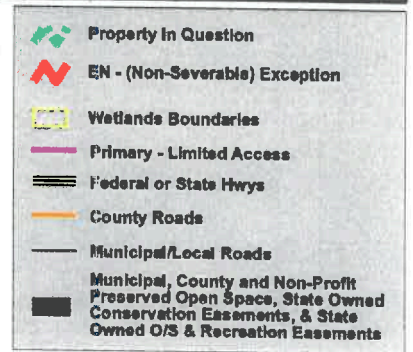 Property In Question
EN - (Non-Severable) Exception
Wetlands Boundaries
Primary - Limited Access
Federal or State Hwys
County Roads
Municipal/Local Roads
Municipal, County and Non-Profit
Preserved Open Space, State Owned
Conservation Easements, & State
Owned O/S & Recreation Easements